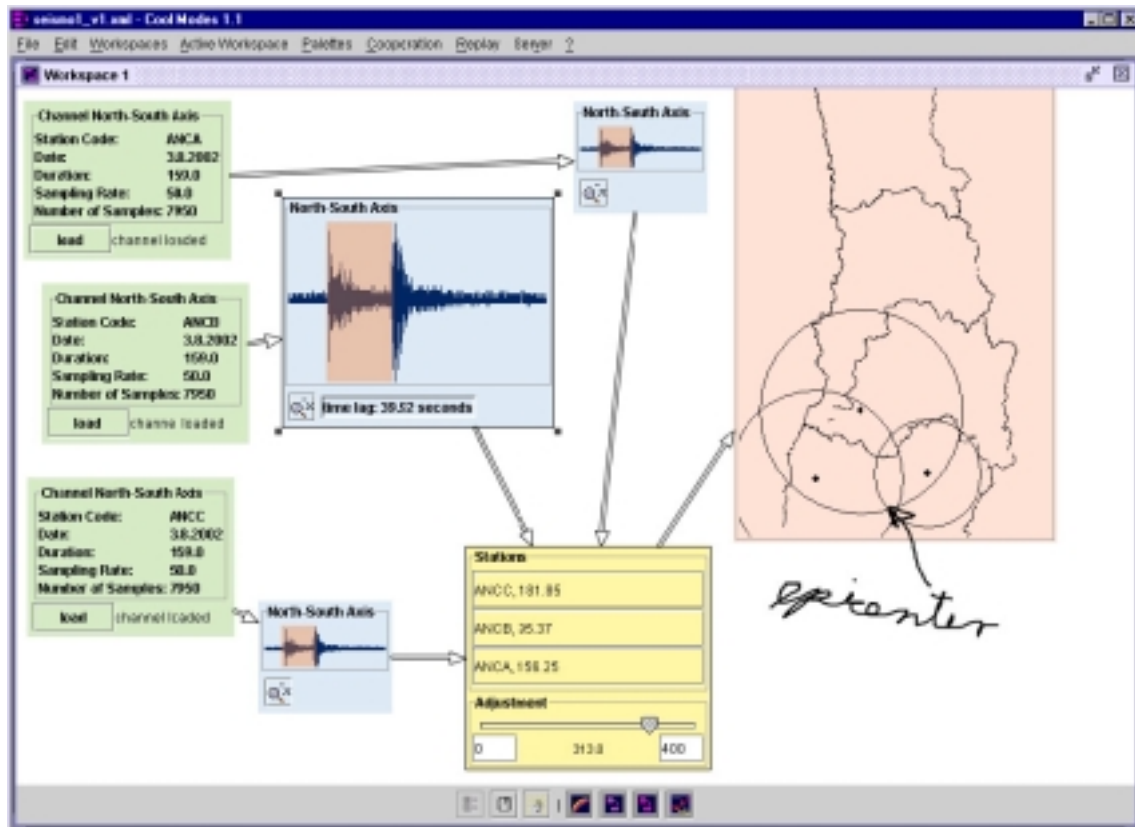 seismo1_v1.xml - Cool Modes 1.1
File Edit Workspaces Active Workspace Palettes Cooperation Replay Server ?
Workspace 1
Channel North-South Axis
Station Code: ANCA
Date: 3.8.2002
Duration: 159.0
Sampling Rate: 50.0
Number of Samples: 7950
load channel loaded
North-South Axis
North-South Axis
time lag: 39.52 seconds
Channel North-South Axis
Station Code: ANCB
Date: 3.8.2002
Duration: 159.0
Sampling Rate: 50.0
Number of Samples: 7950
load channel loaded
Channel North-South Axis
Station Code: ANCC
Date: 3.8.2002
Duration: 159.0
Sampling Rate: 50.0
Number of Samples: 7950
load channel loaded
North-South Axis
Stations
ANCC, 181.85
ANCB, 35.37
ANCA, 156.25
Adjustment
0 313.0 400
epicenter